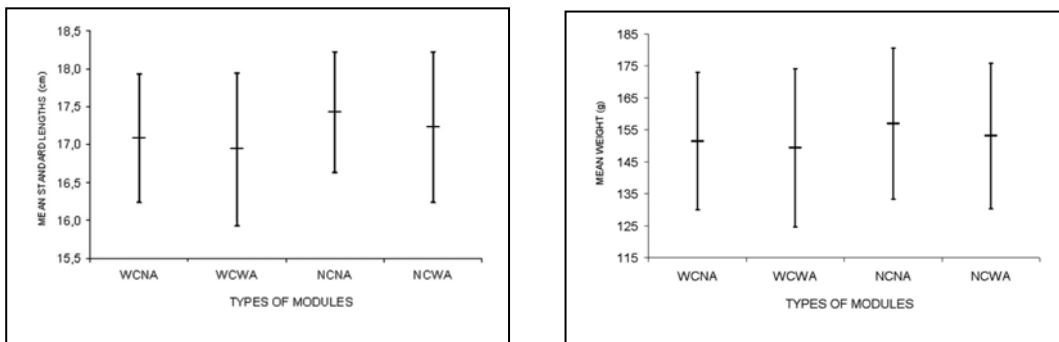 MEAN STANDARD LENGTHS (cm)
18,5
18,0
17,5
17,0
16,5
16,0
15,5
WCNA WCWA NCNA NCWA
TYPES OF MODULES
MEAN WEIGHT (g)
185
175
165
155
145
135
125
115
WCNA WCWA NCNA NCWA
TYPES OF MODULES